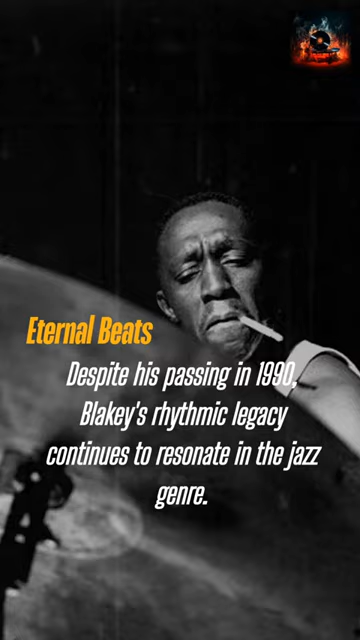 Eternal Beats
Despite his passing in 1990,
Blakey's rhythmic legacy
continues to resonate in the jazz
genre.